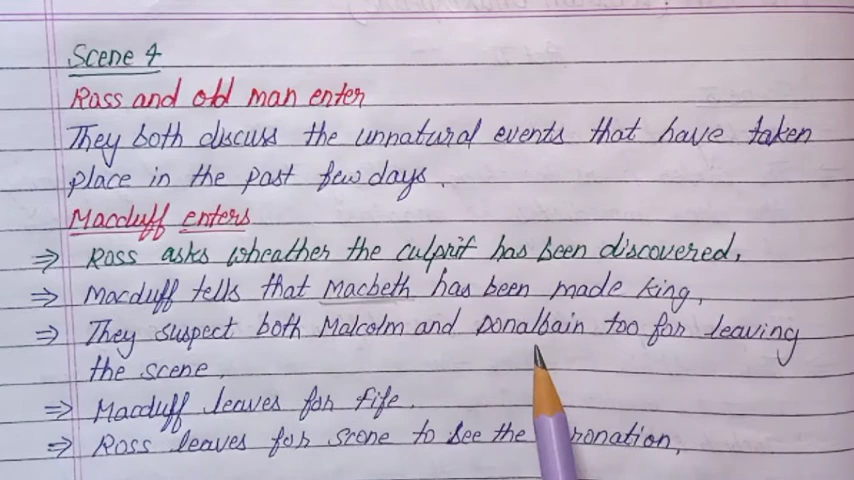 Scene 4
Ross and old man enter
They both discuss the unnatural events that have taken
place in the past few days.
Macduff enters
⇒ Ross asks wheather the culprit has been discovered.
⇒ Macduff tells that Macbeth has been made king.
⇒ They suspect both Malcolm and Donalbain too for leaving
the scene.
⇒ Macduff leaves for fife.
⇒ Ross leaves for scone to see the ronation.